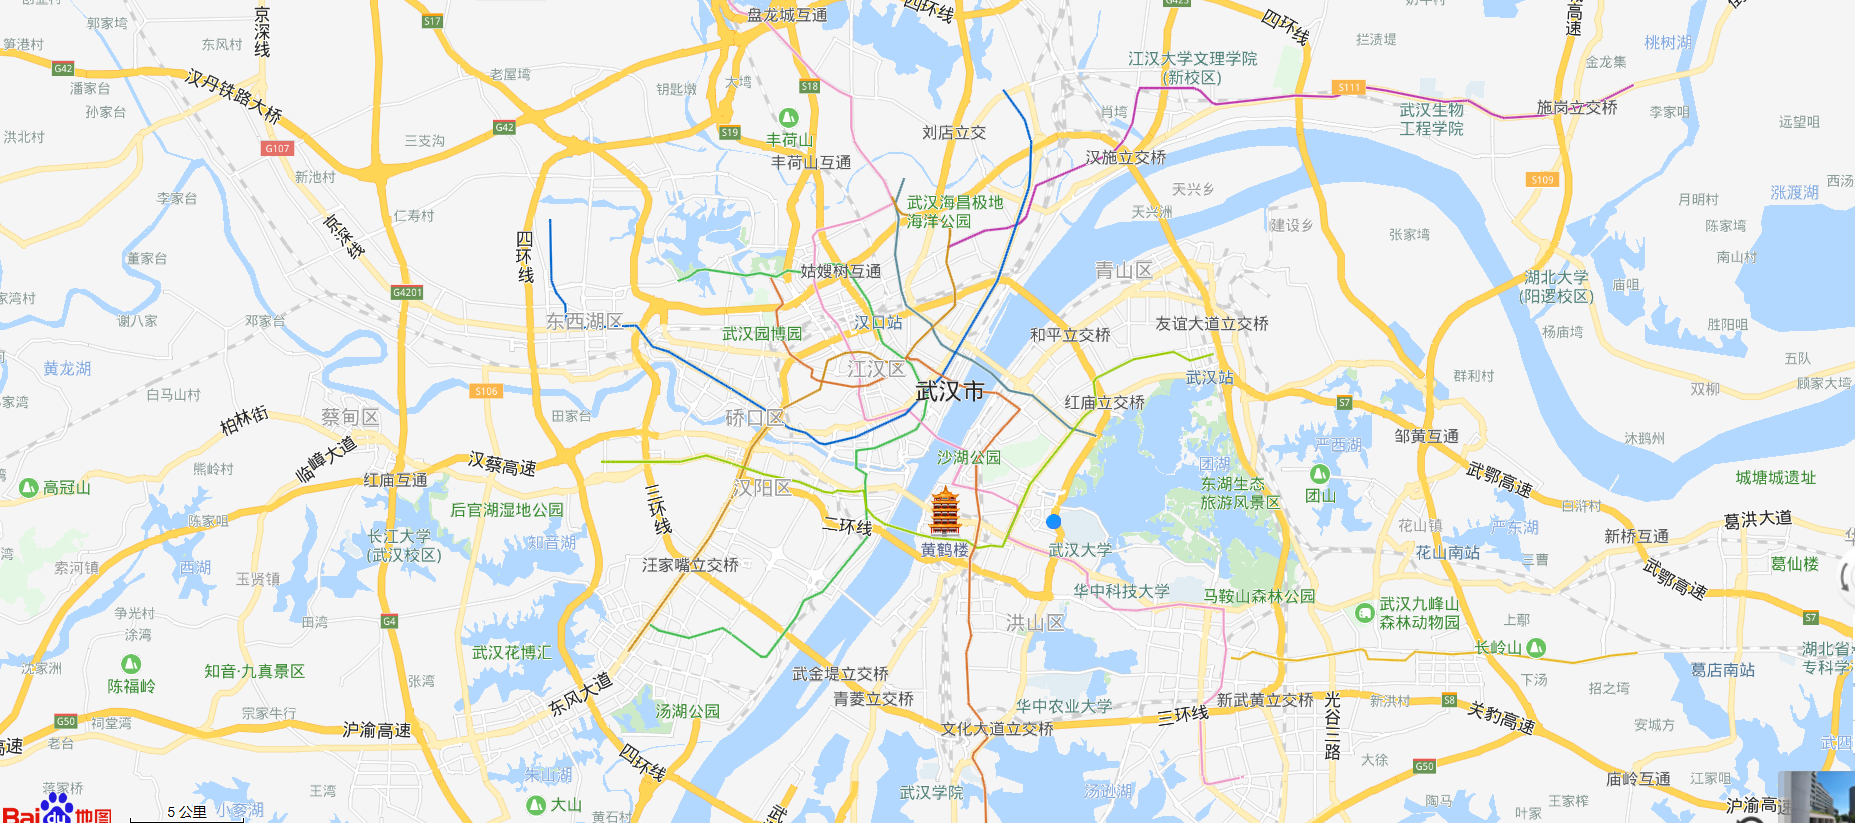 郭家塆
京深线
S17
盘龙城互通
四环线
四环线
拦渍堤
桃树湖
笋港村
东风村
G42
汉丹铁路大桥
老屋塆
大塆
钥匙墩
S18
江汉大学文理学院
(新校区)
金龙集
潘家台
孙家台
S111
施岗立交桥
李家咀
肖塆
武汉生物
工程学院
远望咀
洪北村
G107
三支沟
G42
S19
丰荷山
刘店立交
丰荷山互通
汉施立交桥
新池村
S109
天兴乡
天兴洲
月明村
涨渡湖
西汤
李家台
仁寿村
武汉海昌极地
海洋公园
建设乡
张家塆
陈家塆
京深线
四环线
董家台
姑嫂树互通
青山区
南山村
湖北大学
(阳逻校区)
庙咀
G4201
谢八家
邓家台
东西湖区
武汉园博园
汉口站
和平立交桥
友谊大道立交桥
杨庙塆
胜阳咀
黄龙湖
江汉区
武汉站
五队
群利村
双柳
顾家大塆
白马山村
S106
武汉市
红庙立交桥
S7
柏林街
蔡甸区
田家台
硚口区
邹黄互通
沐鹅州
临嶂大道
汉蔡高速
熊岭村
红庙互通
沙湖公园
团湖
严西湖
武鄂高速
城塘城遗址
高冠山
汉阳区
东湖生态
旅游风景区
团山
白浒村
陈家咀
后官湖湿地公园
三环线
二环线
黄鹤楼
武汉大学
花山镇
严东湖
新桥互通
葛洪大道
长江大学
(武汉校区)
知音湖
汪家嘴立交桥
花山南站
三曹
葛仙楼
索河镇
西湖
玉贤镇
华中科技大学
马鞍山森林公园
武鄂高速
争光村
涂湾
田湾
G4
洪山区
武汉九峰山
森林动物园
上鄢
S7
沈家洲
陈福岭
知音·九真景区
武汉花博汇
张湾
武金堤立交桥
长岭山
葛店南站
下汤
招之塆
青菱立交桥
东风大道
汤湖公园
华中农业大学
新武黄立交桥
新洪村
S8
关豹高速
G50
祠堂湾
宗家牛行
沪渝高速
文化大道立交桥
三环线
光谷三路
安城方
老台
四环线
朱山湖
大徐
G50
庙岭互通
江家咀
王湾
大山
武汉学院
汤逊湖
陶马
王家榨
叶家
沪渝高速
黄石村
小奓湖
5公里
Bai du 地图